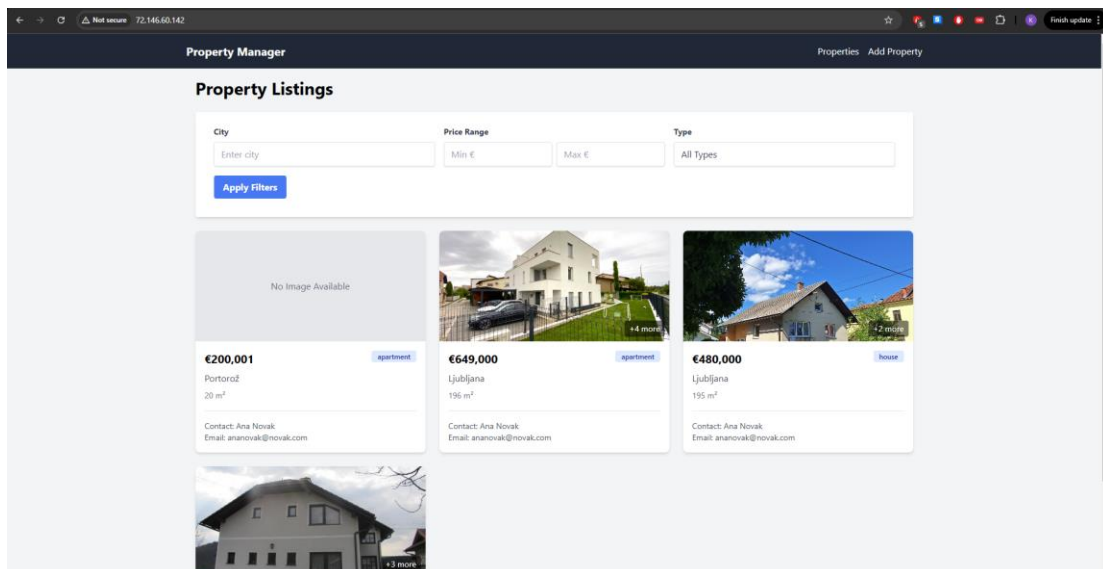 Not secure 72.146.60.142
Finish update
Property Manager
Properties Add Property
Property Listings
City Price Range Type
Enter city Min € Max € All Types
Apply Filters
No Image Available
+4 more
+2 more
€200,001 apartment
Portorož
20 m²
Contact: Ana Novak
Email: ananovak@novak.com
€649,000 apartment
Ljubljana
196 m²
Contact: Ana Novak
Email: ananovak@novak.com
€480,000 house
Ljubljana
195 m²
Contact: Ana Novak
Email: ananovak@novak.com
+3 more